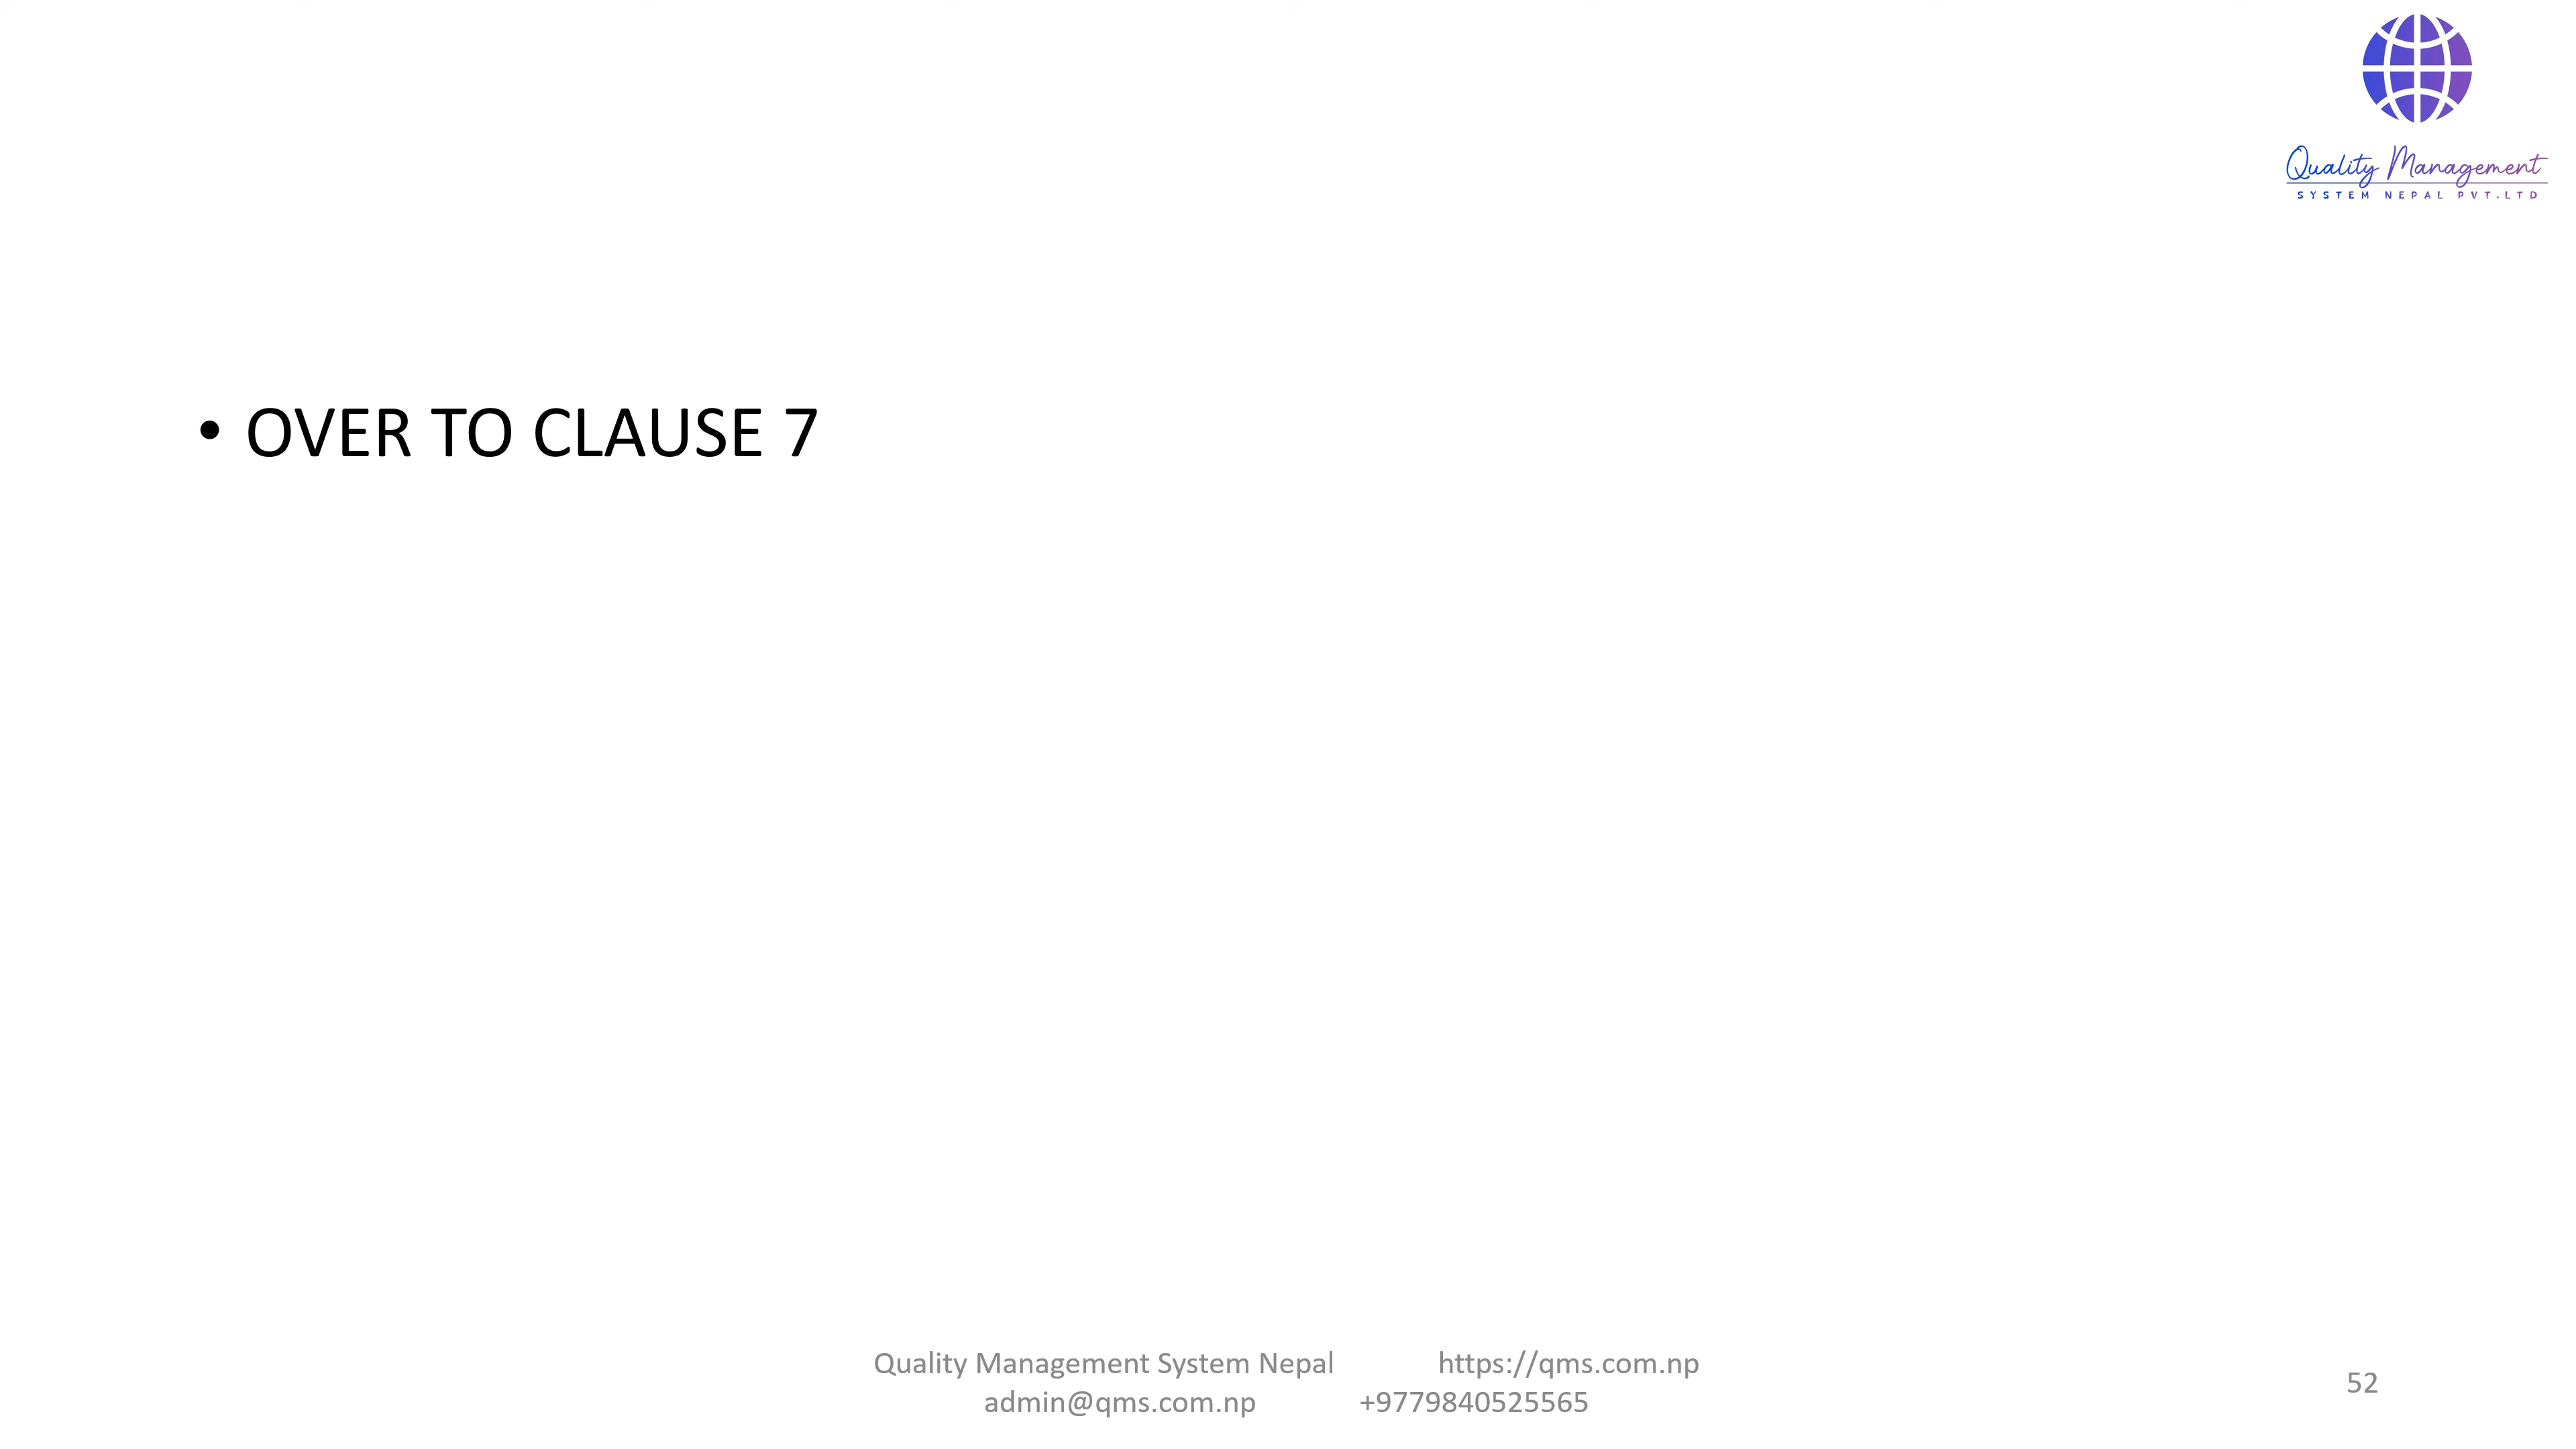 Quality Management
SYSTEM NEPAL PVT.LTD
• OVER TO CLAUSE 7
Quality Management System Nepal https://qms.com.np
admin@qms.com.np +9779840525565
52